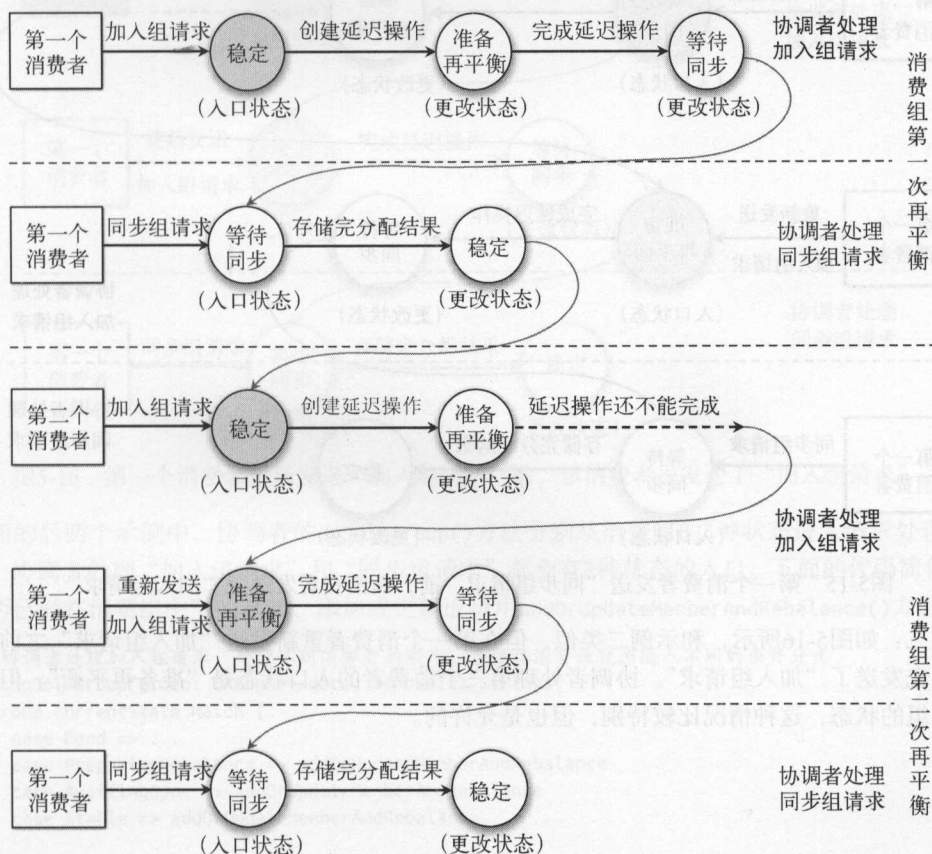 第一个
消费者
加入组请求
稳定
(入口状态)
创建延迟操作
准备
再平衡
(更改状态)
完成延迟操作
等待
同步
(更改状态)
协调者处理
加入组请求
消费组第一次再平衡
第一个
消费者
同步组请求
等待
同步
(入口状态)
存储完分配结果
稳定
(更改状态)
协调者处理
同步组请求
第二个
消费者
加入组请求
稳定
(入口状态)
创建延迟操作
准备
再平衡
(更改状态)
延迟操作还不能完成
协调者处理
加入组请求
第一个
消费者
重新发送
加入组请求
准备
再平衡
(入口状态)
完成延迟操作
等待
同步
(更改状态)
消费组第二次再平衡
第一个
消费者
同步组请求
等待
同步
(入口状态)
存储完分配结果
稳定
(更改状态)
协调者处理
同步组请求